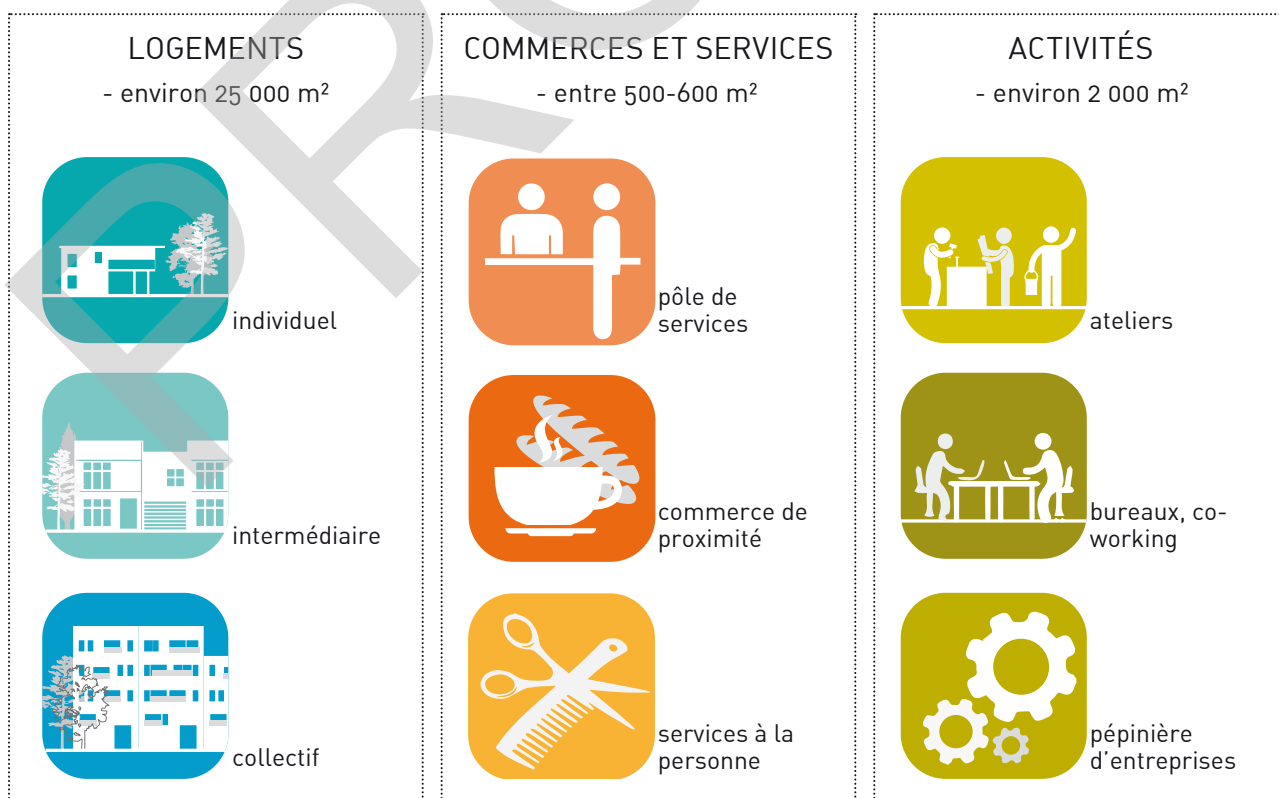 LOGEMENTS
- environ 25 000 m²
individuel
intermédiaire
collectif
COMMERCES ET SERVICES
- entre 500-600 m²
pôle de
services
commerce de
proximité
services à la
personne
ACTIVITÉS
- environ 2 000 m²
ateliers
bureaux, co-
working
pépinière
d'entreprises